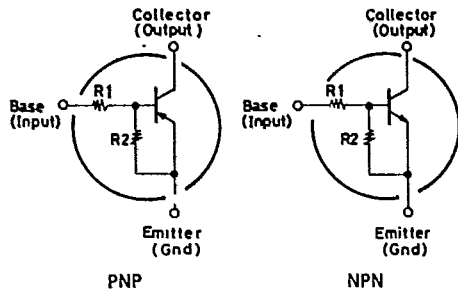 Collector
(Output)
R1
Base
(Input)
R2
Emitter
(Gnd)
PNP
Collector
(Output)
R1
Base
(Input)
R2
Emitter
(Gnd)
NPN